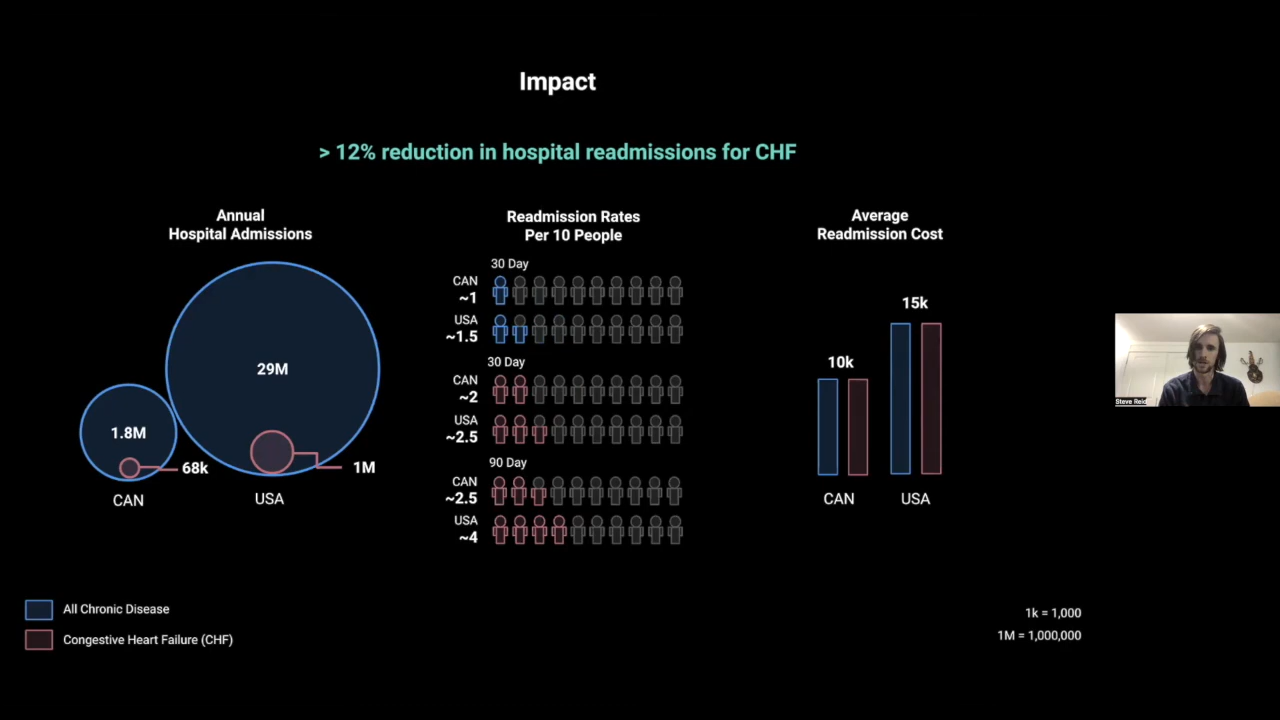 Impact
> 12% reduction in hospital readmissions for CHF
Annual
Hospital Admissions
29M
1.8M
68k
1M
CAN
USA
Readmission Rates
Per 10 People
30 Day
CAN
~1
USA
~1.5
30 Day
CAN
~2
USA
~2.5
90 Day
CAN
~2.5
USA
~4
Average
Readmission Cost
15k
10k
CAN
USA
Steve Reid
All Chronic Disease
Congestive Heart Failure (CHF)
1k = 1,000
1M = 1,000,000